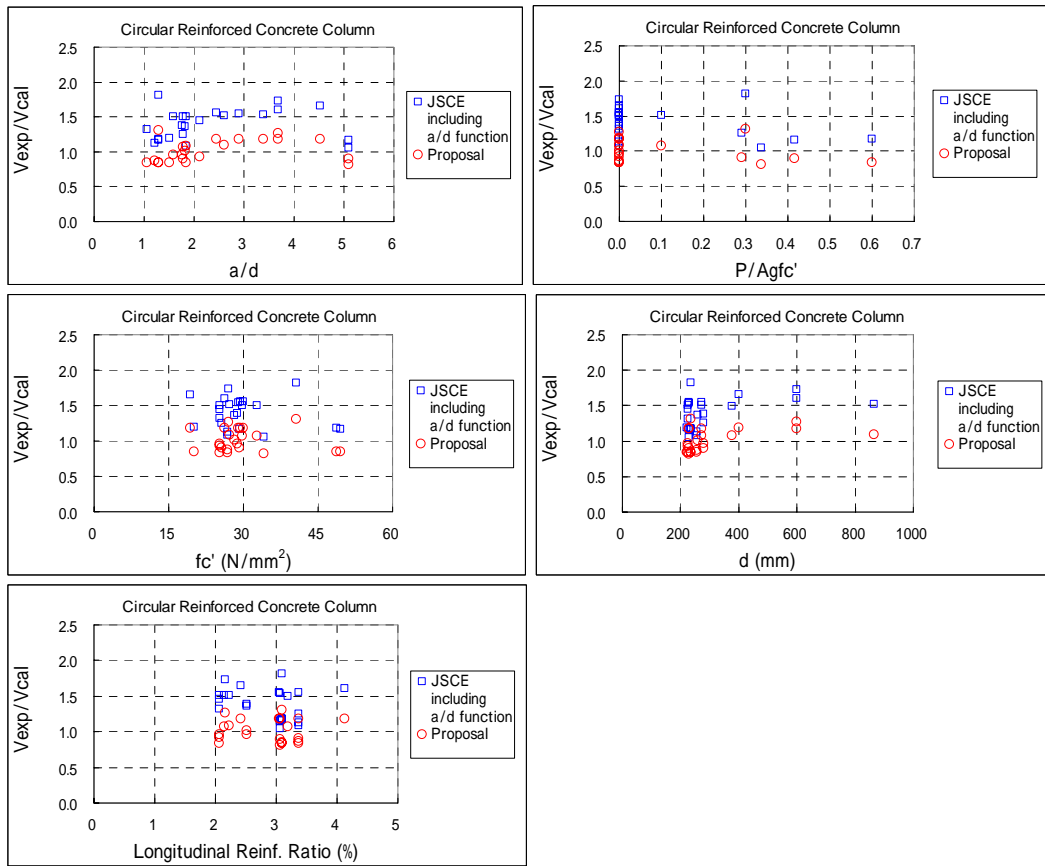 Circular Reinforced Concrete Column
Vexp/Vcal
2.5
2.0
1.5
1.0
0.5
0.0
0 1 2 3 4 5 6
a/d
JSCE
including
a/d function
Proposal
Circular Reinforced Concrete Column
Vexp/Vcal
2.5
2.0
1.5
1.0
0.5
0.0
0.0 0.1 0.2 0.3 0.4 0.5 0.6 0.7
P/Agfc'
JSCE
including
a/d function
Proposal
Circular Reinforced Concrete Column
Vexp/Vcal
2.5
2.0
1.5
1.0
0.5
0.0
0 15 30 45 60
fc' (N/mm²)
JSCE
including
a/d function
Proposal
Circular Reinforced Concrete Column
Vexp/Vcal
2.5
2.0
1.5
1.0
0.5
0.0
0 200 400 600 800 1000
d (mm)
JSCE
including
a/d function
Proposal
Circular Reinforced Concrete Column
Vexp/Vcal
2.5
2.0
1.5
1.0
0.5
0.0
0 1 2 3 4 5
Longitudinal Reinf. Ratio (%)
JSCE
including
a/d function
Proposal